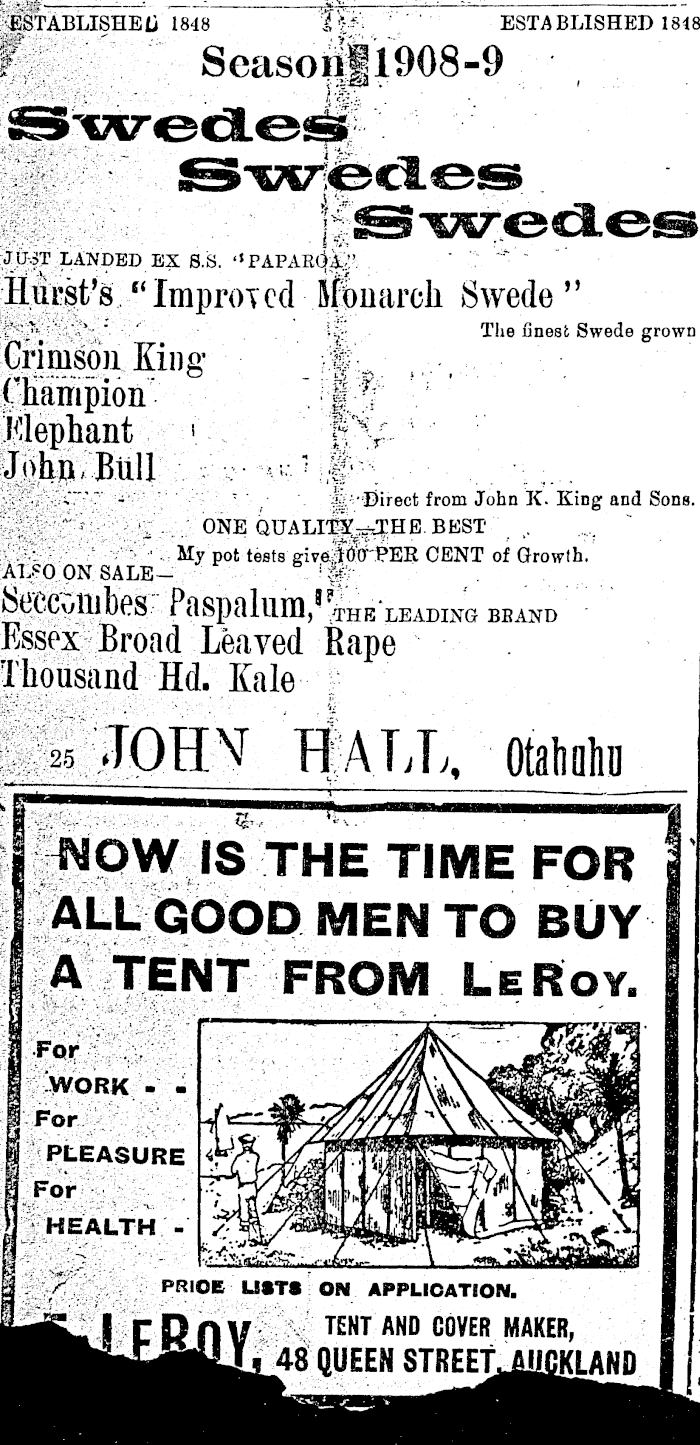 ESTABLISHED 1848 ESTABLISHED 1848
Season 1908-9
Swedes
Swedes
Swedes
JUST LANDED EX S.S. "PAPAROA"
Hurst's "Improved Monarch Swede"
The finest Swede grown
Crimson King
Champion
Elephant
John Bull
Direct from John K. King and Sons.
ONE QUALITY—THE BEST
My pot tests give 100 PER CENT of Growth.
ALSO ON SALE—
Seccombes Paspalum," THE LEADING BRAND
Essex Broad Leaved Rape
Thousand Hd. Kale
25 JOHN HALL, Otahuhu
NOW IS THE TIME FOR
ALL GOOD MEN TO BUY
A TENT FROM LEROY.
For
WORK - -
For
PLEASURE
For
HEALTH -
PRICE LISTS ON APPLICATION.
LEROY, TENT AND COVER MAKER,
48 QUEEN STREET, AUCKLAND